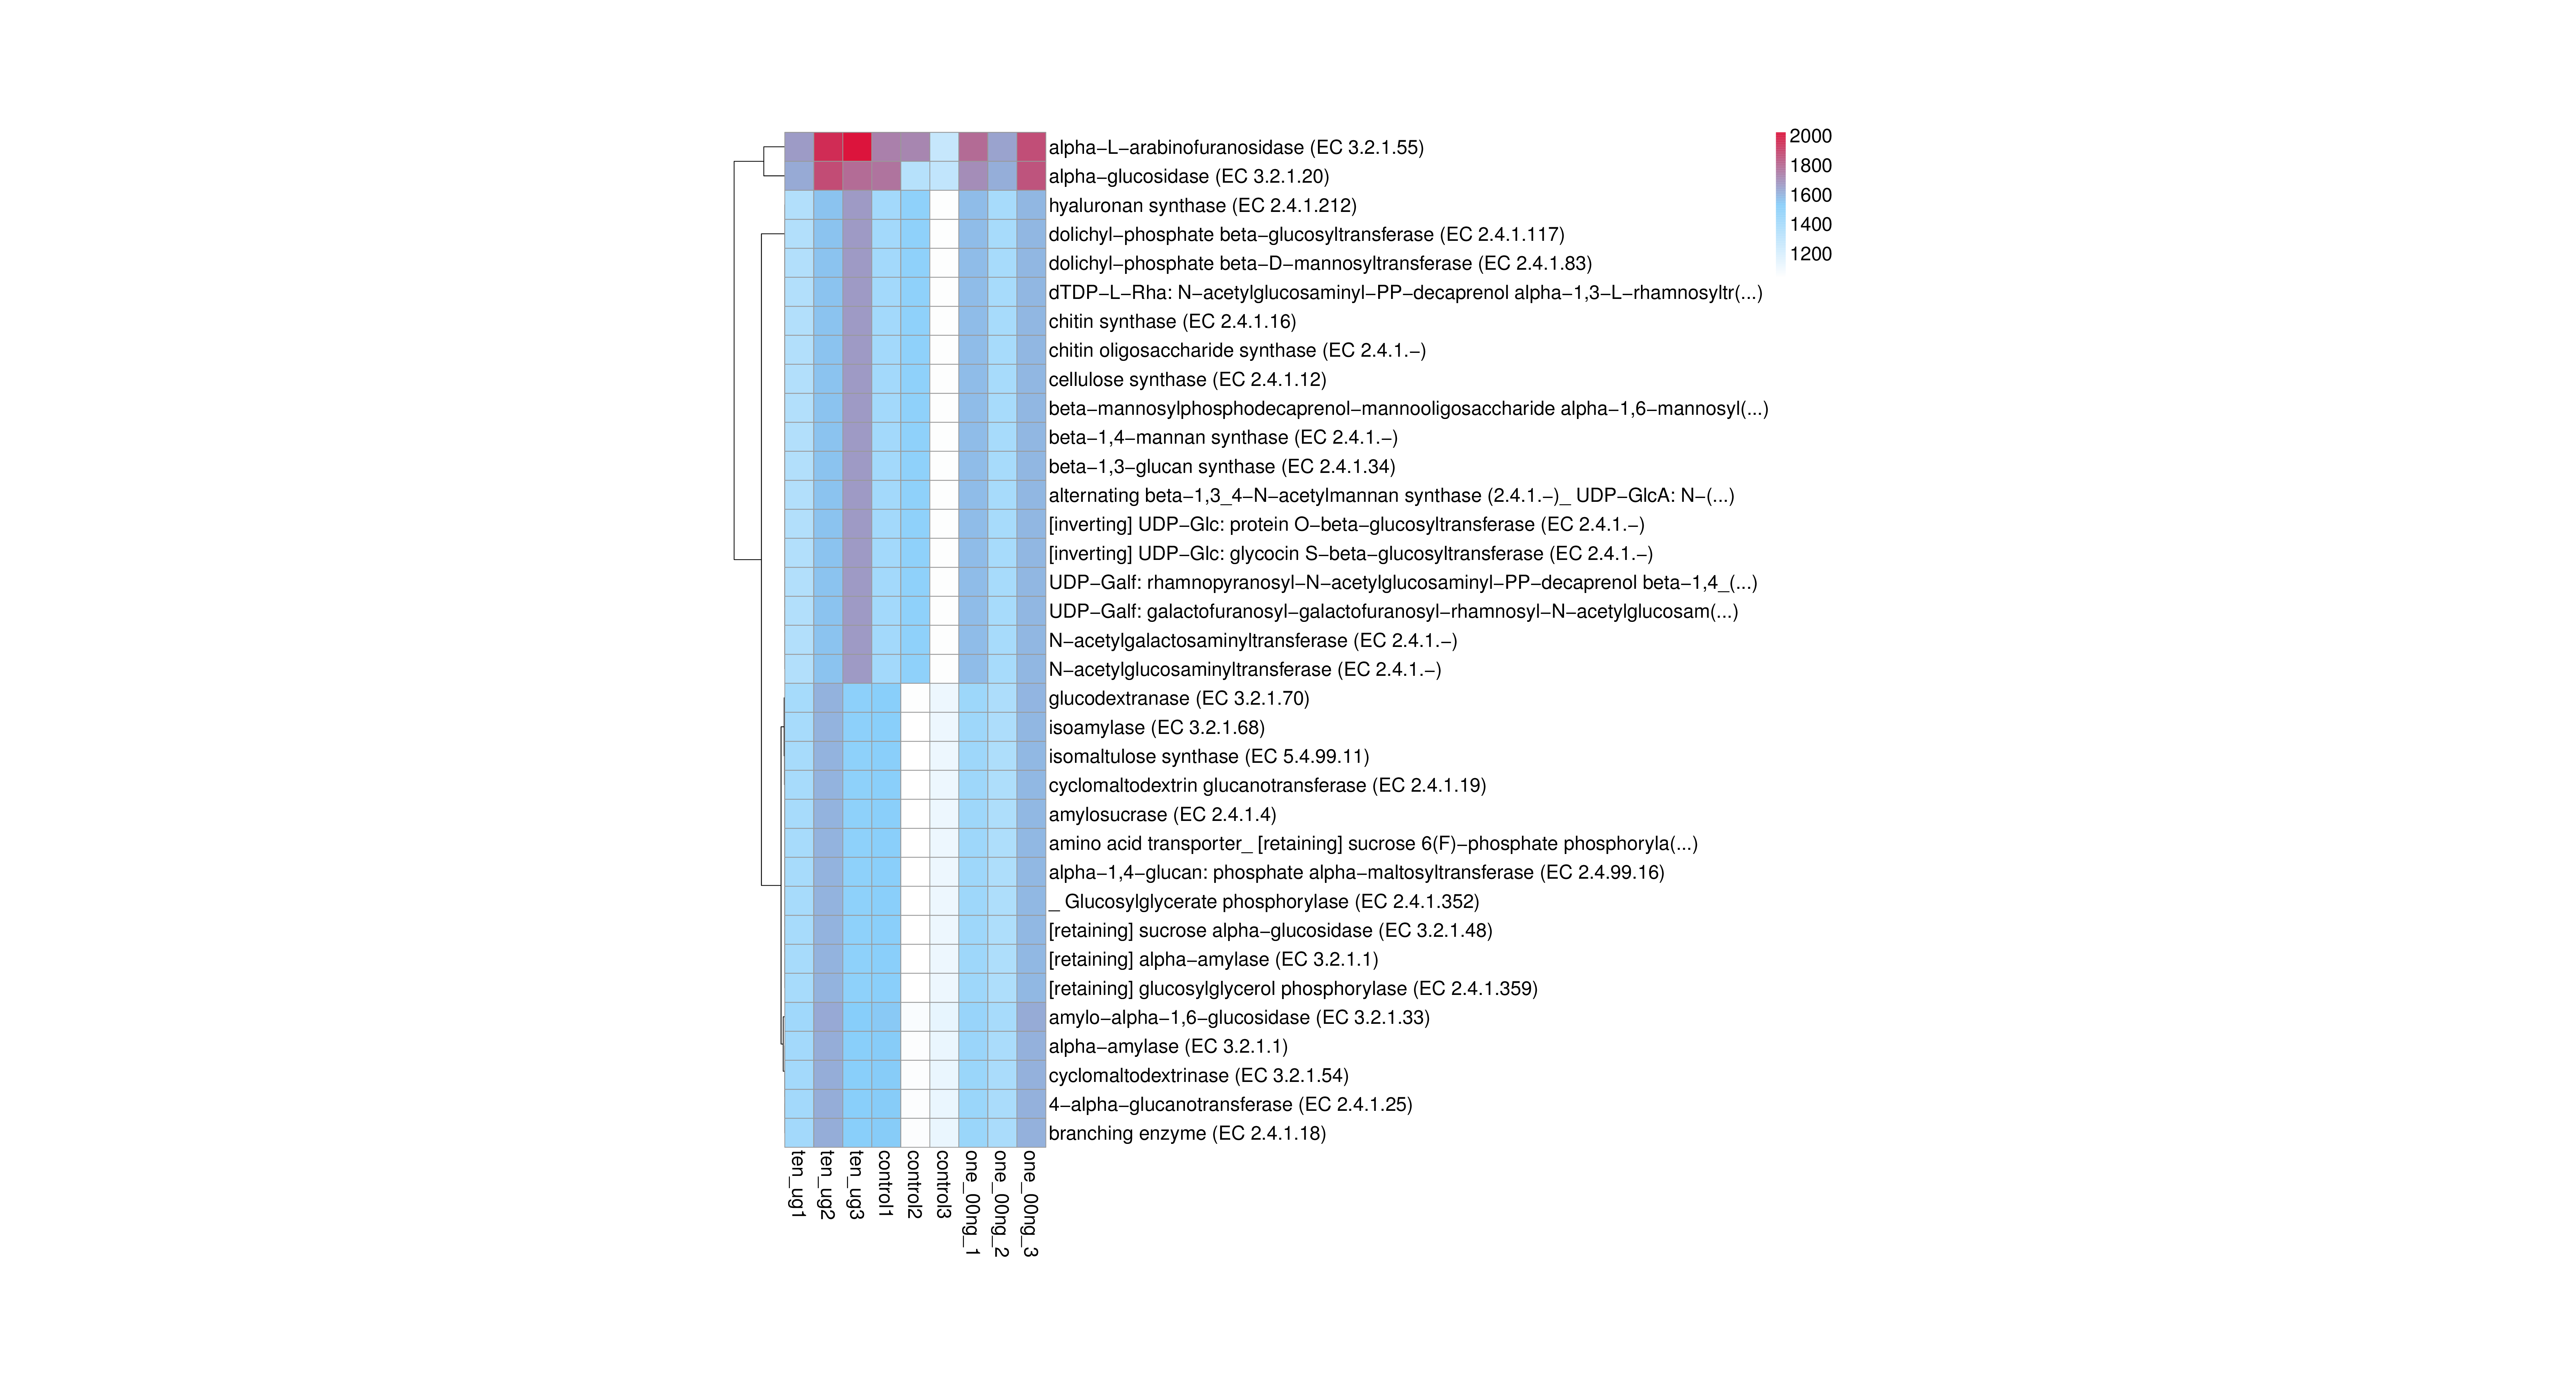 alpha−L−arabinofuranosidase (EC 3.2.1.55)
alpha−glucosidase (EC 3.2.1.20)
hyaluronan synthase (EC 2.4.1.212)
dolichyl−phosphate beta−glucosyltransferase (EC 2.4.1.117)
dolichyl−phosphate beta−D−mannosyltransferase (EC 2.4.1.83)
dTDP−L−Rha: N−acetylglucosaminyl−PP−decaprenol alpha−1,3−L−rhamnosyltr(...)
chitin synthase (EC 2.4.1.16)
chitin oligosaccharide synthase (EC 2.4.1.−)
cellulose synthase (EC 2.4.1.12)
beta−mannosylphosphodecaprenol−mannooligosaccharide alpha−1,6−mannosyl(...)
beta−1,4−mannan synthase (EC 2.4.1.−)
beta−1,3−glucan synthase (EC 2.4.1.34)
alternating beta−1,3_4−N−acetylmannan synthase (2.4.1.−)_ UDP−GlcA: N−(...)
[inverting] UDP−Glc: protein O−beta−glucosyltransferase (EC 2.4.1.−)
[inverting] UDP−Glc: glycocin S−beta−glucosyltransferase (EC 2.4.1.−)
UDP−Galf: rhamnopyranosyl−N−acetylglucosaminyl−PP−decaprenol beta−1,4_(...)
UDP−Galf: galactofuranosyl−galactofuranosyl−rhamnosyl−N−acetylglucosam(...)
N−acetylgalactosaminyltransferase (EC 2.4.1.−)
N−acetylglucosaminyltransferase (EC 2.4.1.−)
glucodextranase (EC 3.2.1.70)
isoamylase (EC 3.2.1.68)
isomaltulose synthase (EC 5.4.99.11)
cyclomaltodextrin glucanotransferase (EC 2.4.1.19)
amylosucrase (EC 2.4.1.4)
amino acid transporter_ [retaining] sucrose 6(F)−phosphate phosphoryla(...)
alpha−1,4−glucan: phosphate alpha−maltosyltransferase (EC 2.4.99.16)
_ Glucosylglycerate phosphorylase (EC 2.4.1.352)
[retaining] sucrose alpha−glucosidase (EC 3.2.1.48)
[retaining] alpha−amylase (EC 3.2.1.1)
[retaining] glucosylglycerol phosphorylase (EC 2.4.1.359)
amylo−alpha−1,6−glucosidase (EC 3.2.1.33)
alpha−amylase (EC 3.2.1.1)
cyclomaltodextrinase (EC 3.2.1.54)
4−alpha−glucanotransferase (EC 2.4.1.25)
branching enzyme (EC 2.4.1.18)
2000
1800
1600
1400
1200
ten_ug1
ten_ug2
ten_ug3
control1
control2
control3
one_00ng_1
one_00ng_2
one_00ng_3